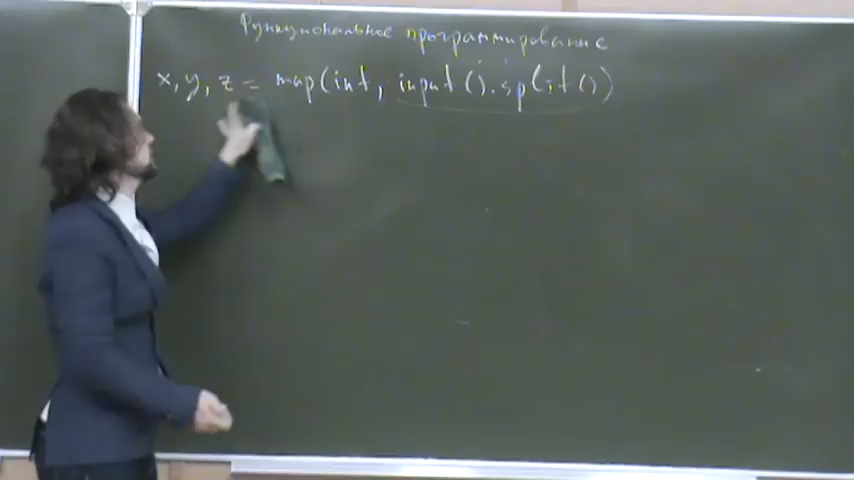 Функциональное программирование
x, y, z = map(int, input().split())